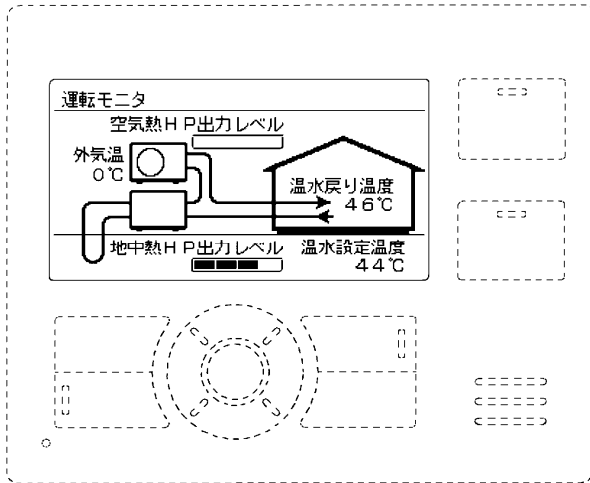 運転モニタ
空気熱HP出力レベル
外気温
0℃
温水戻り温度
46℃
地中熱HP出力レベル
温水設定温度
44℃